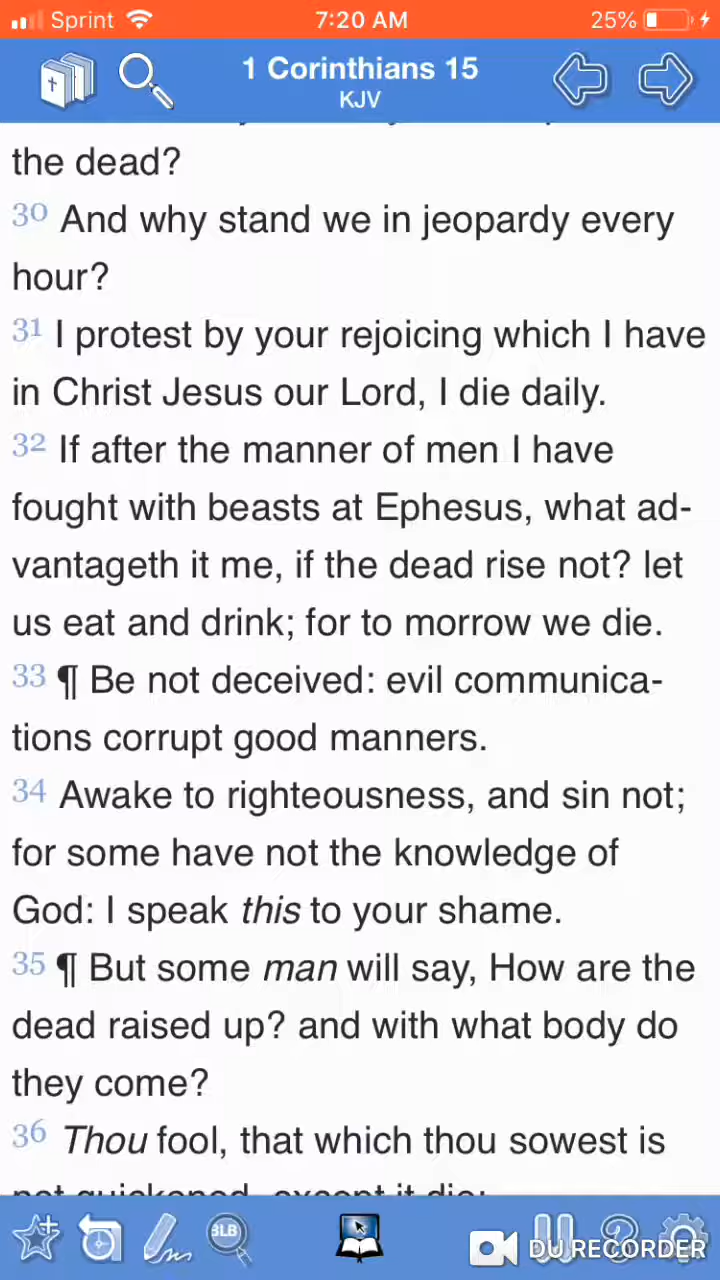 Sprint 7:20 AM 25%
1 Corinthians 15
KJV
the dead?
30 And why stand we in jeopardy every
hour?
31 I protest by your rejoicing which I have
in Christ Jesus our Lord, I die daily.
32 If after the manner of men I have
fought with beasts at Ephesus, what ad-
vantageth it me, if the dead rise not? let
us eat and drink; for to morrow we die.
33 ¶ Be not deceived: evil communica-
tions corrupt good manners.
34 Awake to righteousness, and sin not;
for some have not the knowledge of
God: I speak this to your shame.
35 ¶ But some man will say, How are the
dead raised up? and with what body do
they come?
36 Thou fool, that which thou sowest is
not quickened, except it die:
BLB
DU RECORDER